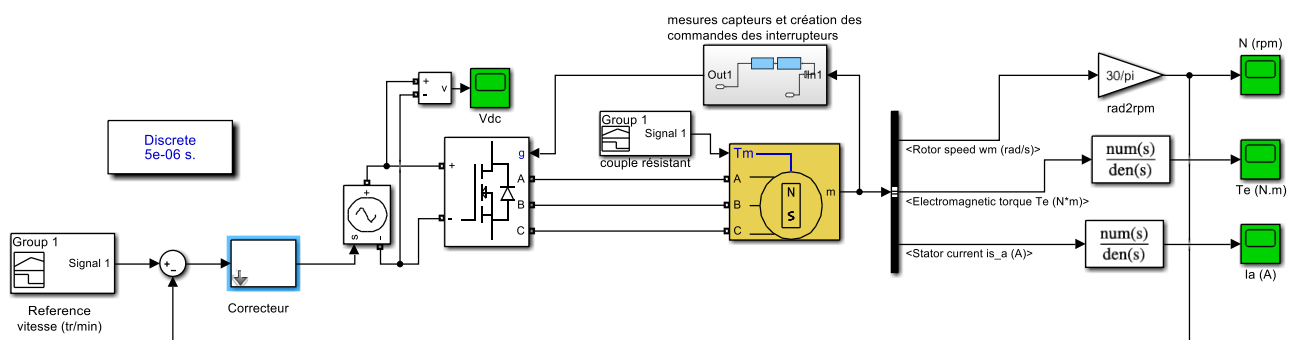 mesures capteurs et création des
commandes des interrupteurs
N (rpm)
Out1
In1
30/pi
rad2rpm
+
-
v
Vdc
Group 1
Signal 1
couple résistant
Discrete
5e-06 s.
g
+
-
A
B
C
Tm
A
B
C
N
S
m
<Rotor speed wm (rad/s)>
num(s)
den(s)
Te (N.m)
<Electromagnetic torque Te (N*m)>
+
s
-
Group 1
Signal 1
Reference
vitesse (tr/min)
+
-
Correcteur
<Stator current is_a (A)>
num(s)
den(s)
Ia (A)